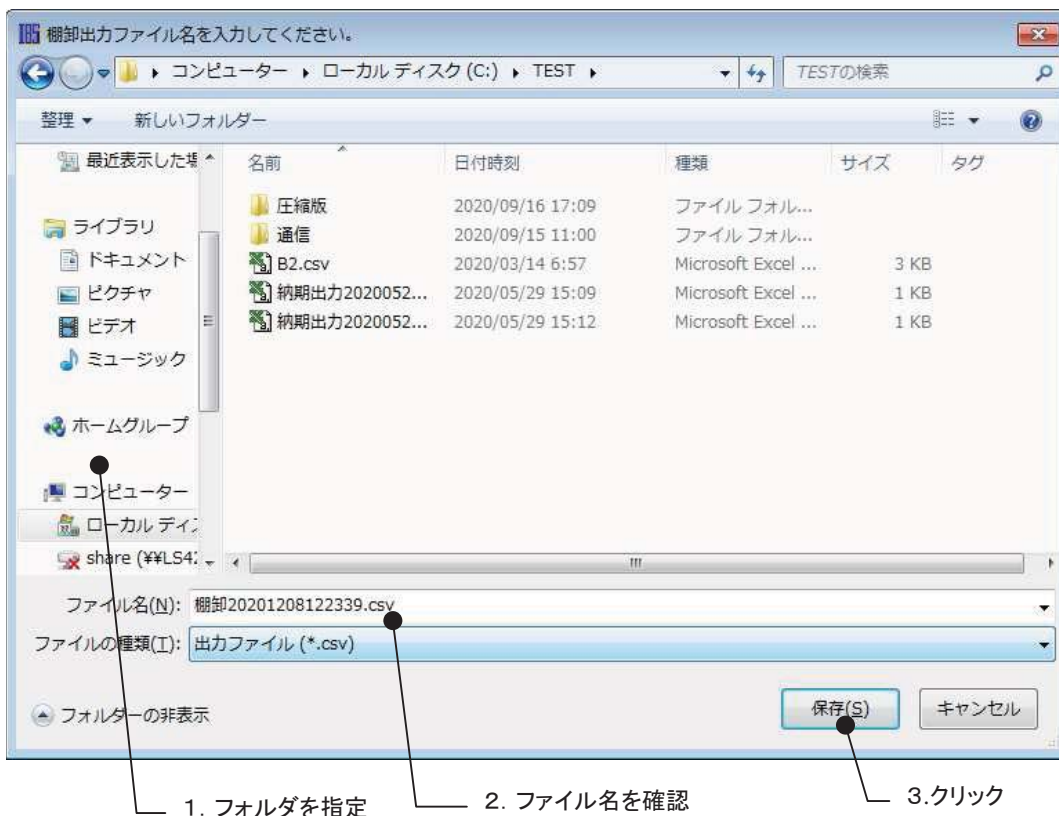 IBS 棚卸出力ファイル名を入力してください。
▸ コンピューター ▸ ローカル ディスク (C:) ▸ TEST ▸
TESTの検索
整理 ▼ 新しいフォルダー
最近表示した場
ライブラリ
ドキュメント
ピクチャ
ビデオ
ミュージック
ホームグループ
コンピューター
ローカル ディス
share (¥¥LS42
名前 日付時刻 種類 サイズ タグ
圧縮版 2020/09/16 17:09 ファイル フォル...
通信 2020/09/15 11:00 ファイル フォル...
B2.csv 2020/03/14 6:57 Microsoft Excel ... 3 KB
納期出力2020052... 2020/05/29 15:09 Microsoft Excel ... 1 KB
納期出力2020052... 2020/05/29 15:12 Microsoft Excel ... 1 KB
ファイル名(N): 棚卸20201208122339.csv
ファイルの種類(T): 出力ファイル (*.csv)
フォルダーの非表示
保存(S) キャンセル
1. フォルダを指定
2. ファイル名を確認
3.クリック